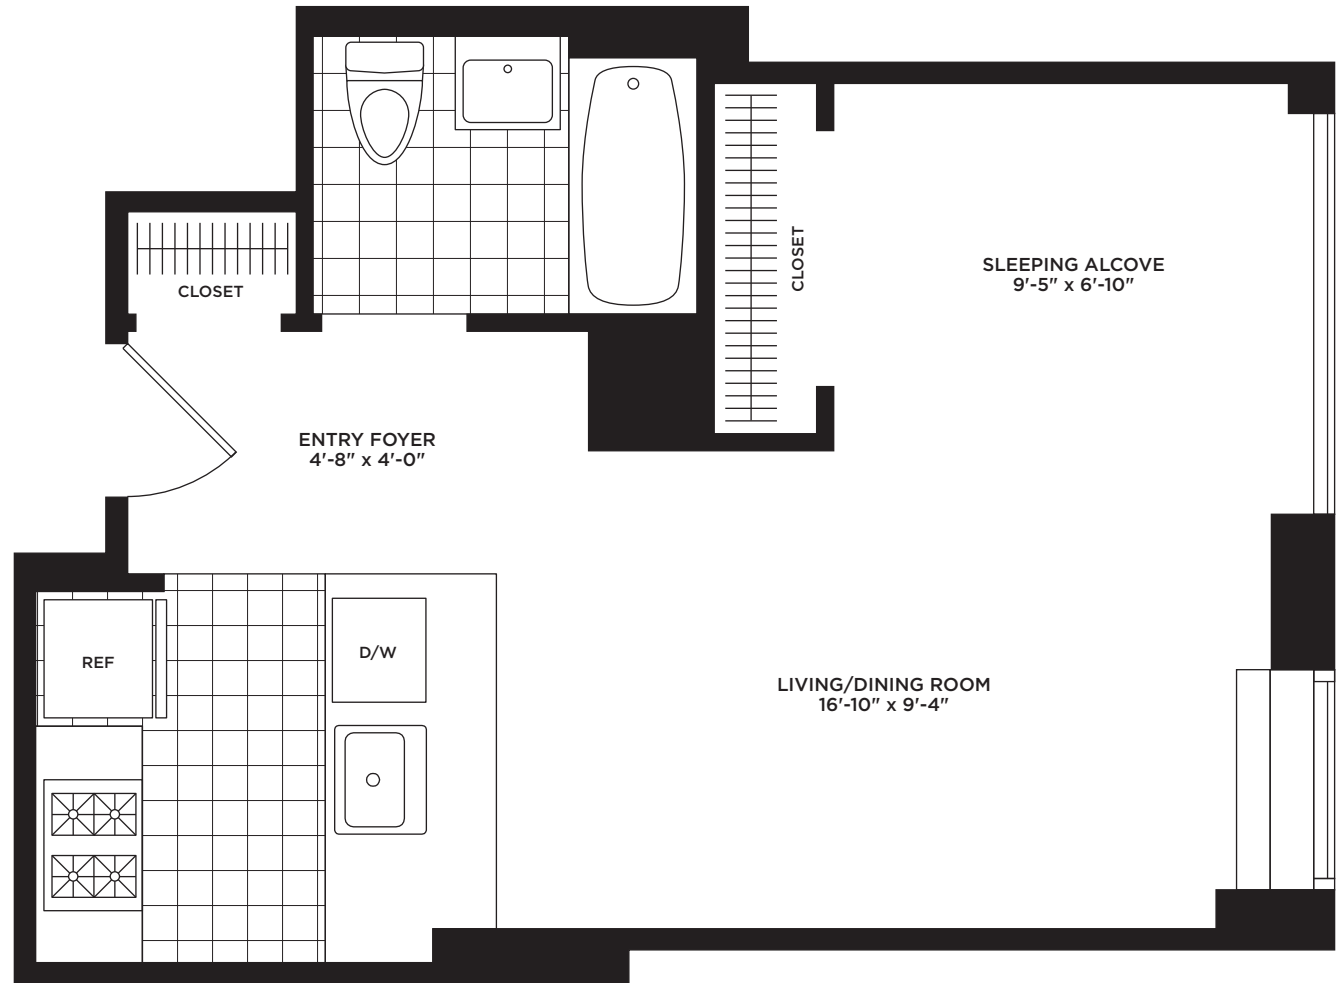 CLOSET
CLOSET
SLEEPING ALCOVE
9'-5" x 6'-10"
ENTRY FOYER
4'-8" x 4'-0"
REF
D/W
LIVING/DINING ROOM
16'-10" x 9'-4"